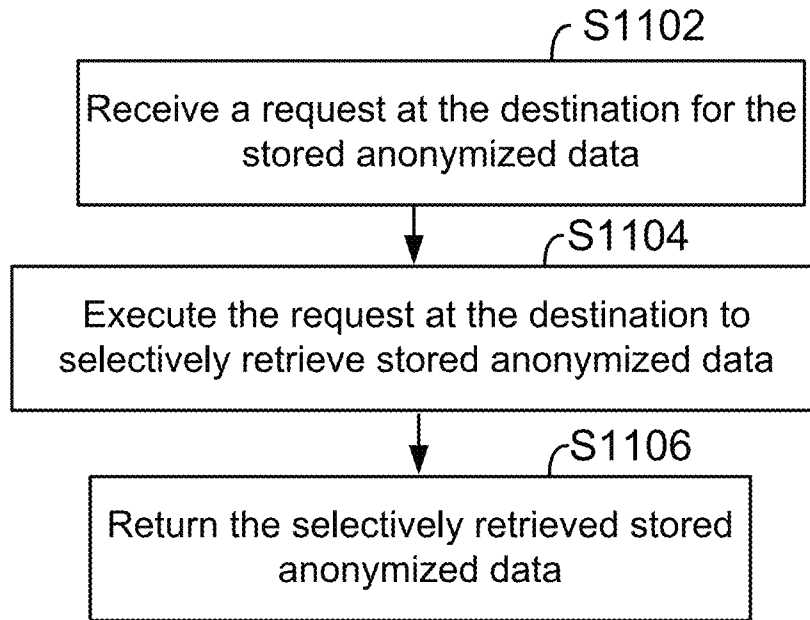 S1102
Receive a request at the destination for the
stored anonymized data
S1104
Execute the request at the destination to
selectively retrieve stored anonymized data
S1106
Return the selectively retrieved stored
anonymized data